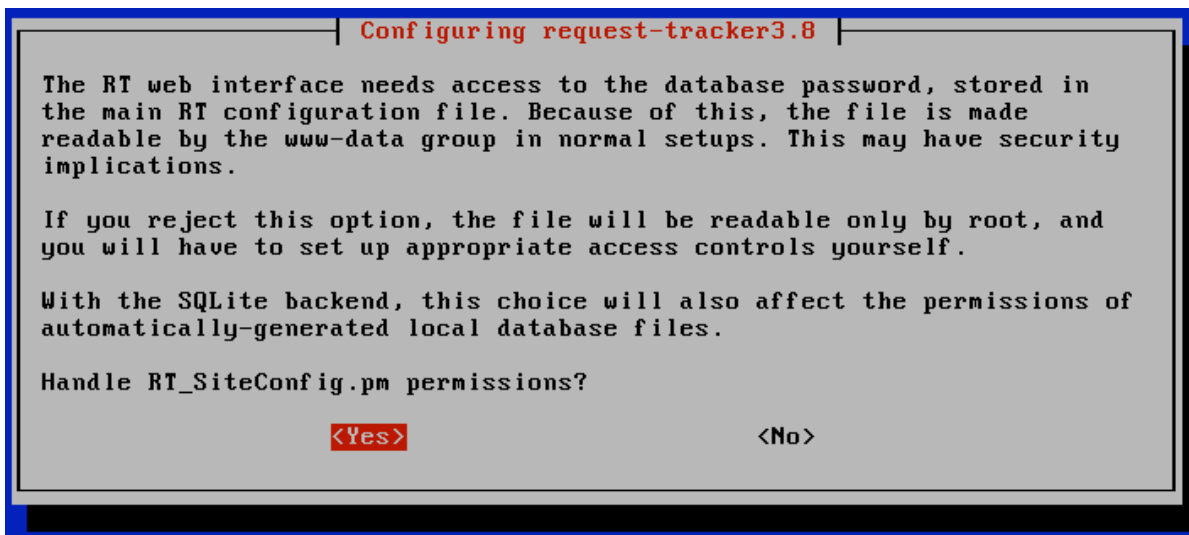 Configuring request-tracker3.8
The RT web interface needs access to the database password, stored in
the main RT configuration file. Because of this, the file is made
readable by the www-data group in normal setups. This may have security
implications.
If you reject this option, the file will be readable only by root, and
you will have to set up appropriate access controls yourself.
With the SQLite backend, this choice will also affect the permissions of
automatically-generated local database files.
Handle RT_SiteConfig.pm permissions?
<Yes> <No>